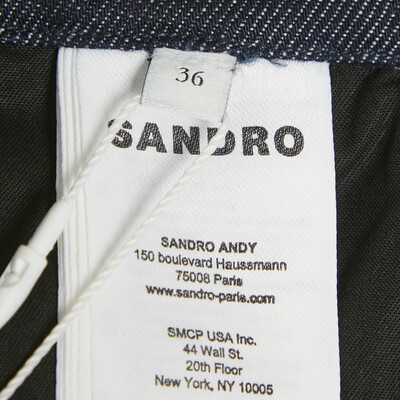 36
SANDRO
SANDRO ANDY
150 boulevard Haussmann
75008 Paris
www.sandro-paris.com
SMCP USA Inc.
44 Wall St.
20th Floor
New York, NY 10005